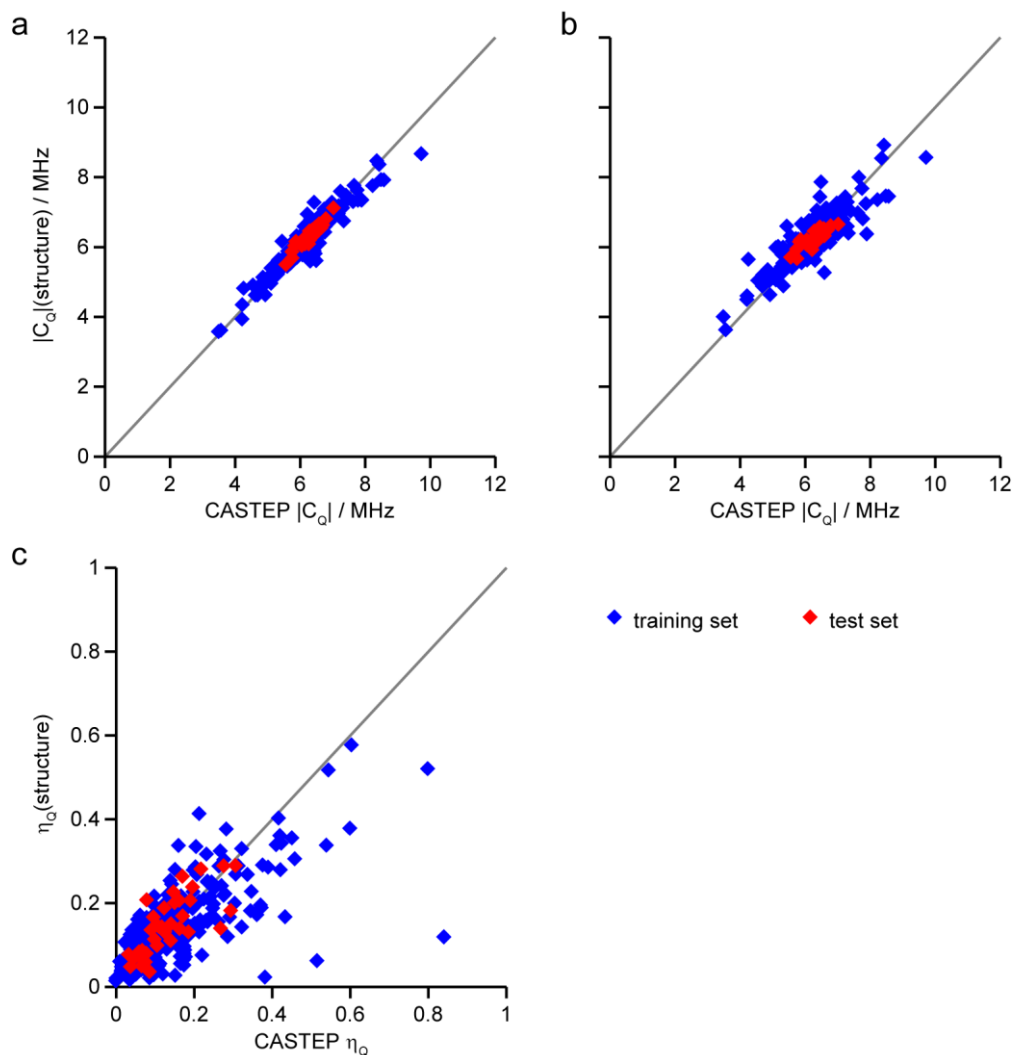 a
12
10
8
6
4
2
0
|C_Q|(structure) / MHz
0 2 4 6 8 10 12
CASTEP |C_Q| / MHz
b
0 2 4 6 8 10 12
CASTEP |C_Q| / MHz
c
1
0.8
0.6
0.4
0.2
0
η_Q(structure)
0 0.2 0.4 0.6 0.8 1
CASTEP η_Q
training set
test set